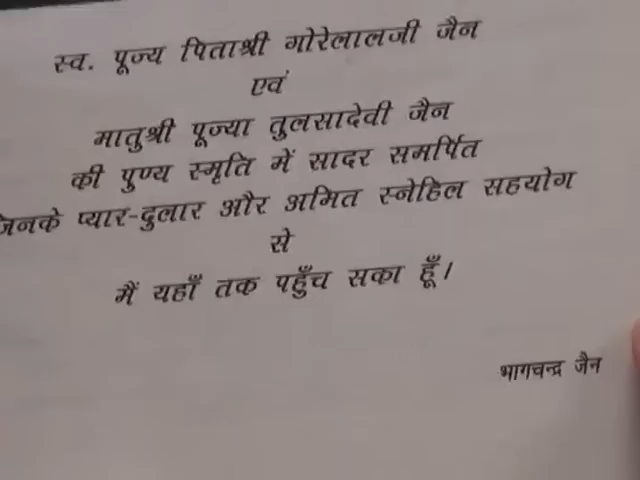 स्व. पूज्य पिताश्री गोरेलालजी जैन
एवं
मातुश्री पूज्या तुलसादेवी जैन
की पुण्य स्मृति में सादर समर्पित
जिनके प्यार-दुलार और अमित स्नेहिल सहयोग
से
मैं यहाँ तक पहुँच सका हूँ।
भागचन्द्र जैन